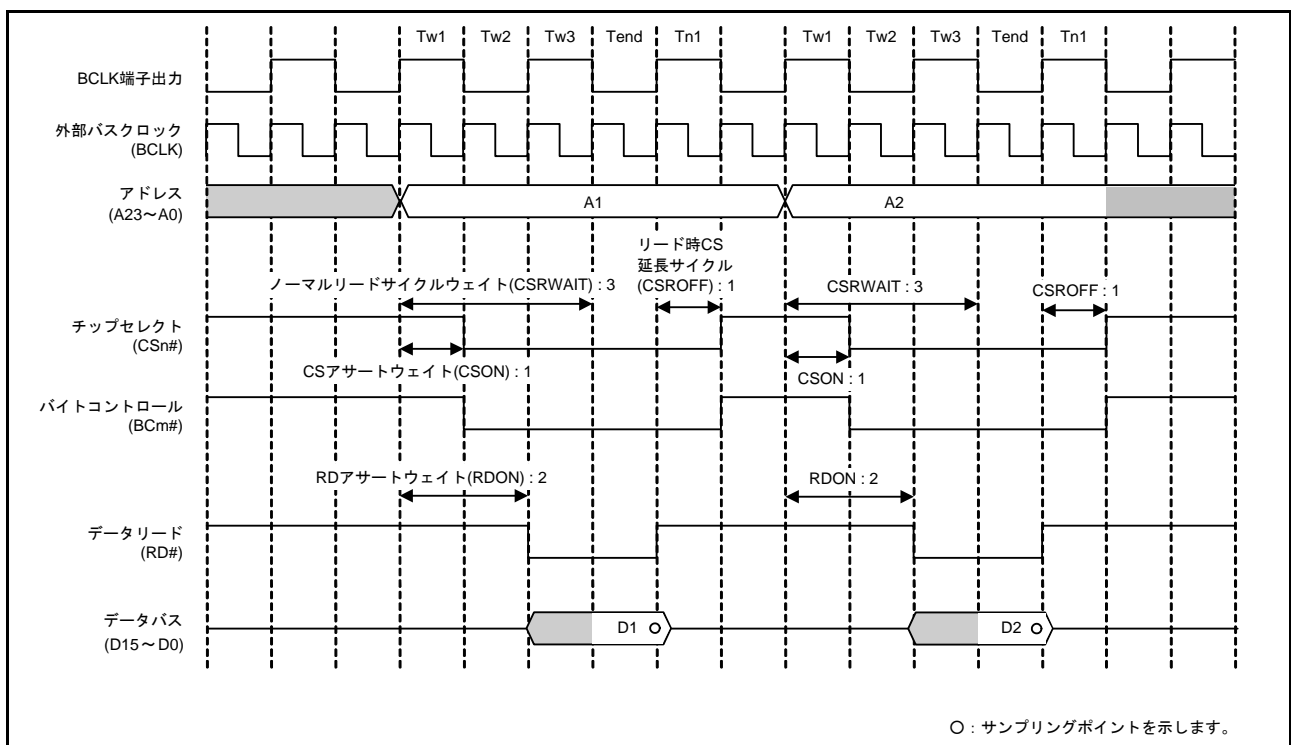 Tw1 Tw2 Tw3 Tend Tn1 Tw1 Tw2 Tw3 Tend Tn1
BCLK端子出力
外部バスクロック
(BCLK)
アドレス
(A23～A0)
A1 A2
リード時CS
延長サイクル
(CSROFF) : 1
ノーマルリードサイクルウェイト(CSRWAIT) : 3
CSRWAIT : 3
CSROFF : 1
チップセレクト
(CSn#)
CSアサートウェイト(CSON) : 1
CSON : 1
バイトコントロール
(BCm#)
RDアサートウェイト(RDON) : 2
RDON : 2
データリード
(RD#)
データバス
(D15～D0)
D1 D2
○ : サンプリングポイントを示します。